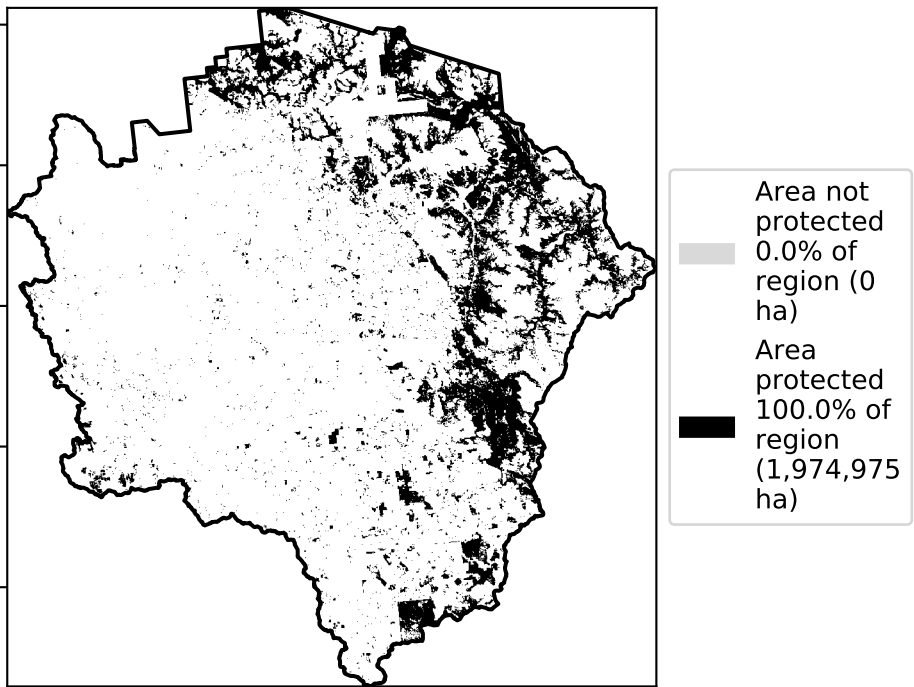 Area not
protected
0.0% of
region (0
ha)
Area
protected
100.0% of
region
(1,974,975
ha)